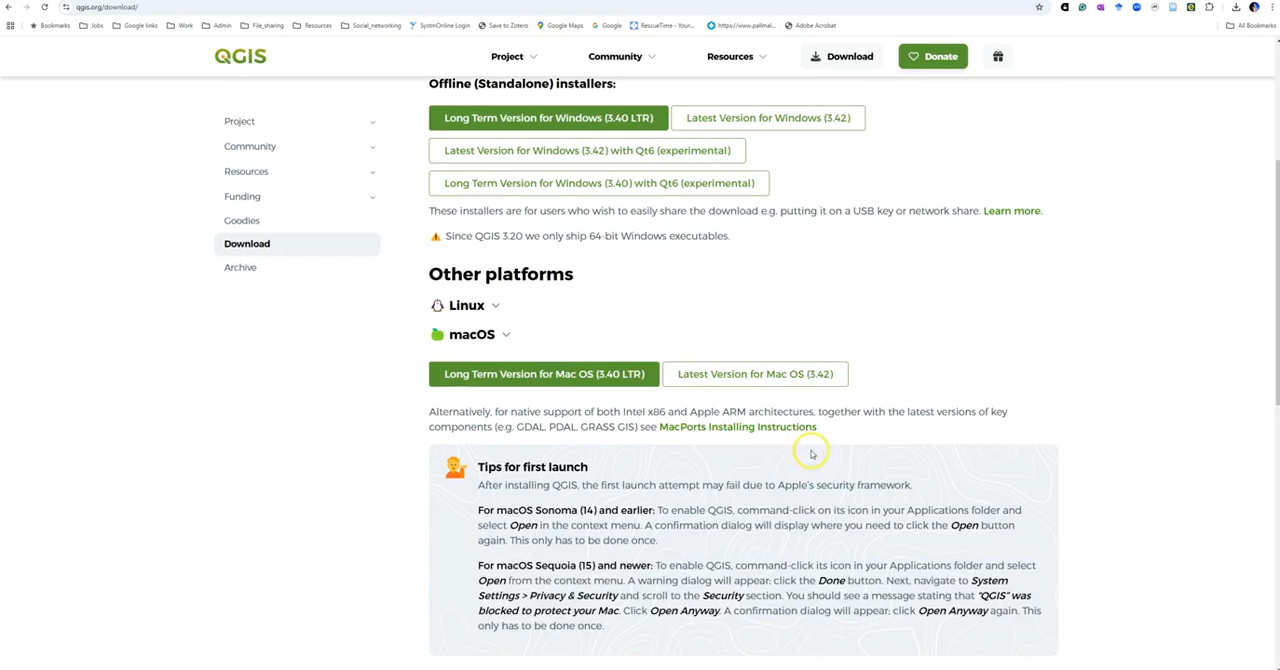 qgis.org/download/
Bookmarks Jobs Google links Work Admin File_sharing Resources Social_networking SystmOnline Login Save to Zotero Google Maps Google RescueTime - Your... https://www.pallmal... Adobe Acrobat All Bookmarks
QGIS Project Community Resources Download Donate
Offline (Standalone) installers:
Project
Community
Resources
Funding
Goodies
Download
Archive
Long Term Version for Windows (3.40 LTR) Latest Version for Windows (3.42)
Latest Version for Windows (3.42) with Qt6 (experimental)
Long Term Version for Windows (3.40) with Qt6 (experimental)
These installers are for users who wish to easily share the download e.g. putting it on a USB key or network share. Learn more.
Since QGIS 3.20 we only ship 64-bit Windows executables.
Other platforms
Linux
macOS
Long Term Version for Mac OS (3.40 LTR) Latest Version for Mac OS (3.42)
Alternatively, for native support of both Intel x86 and Apple ARM architectures, together with the latest versions of key
components (e.g. GDAL, PDAL, GRASS GIS) see MacPorts Installing Instructions
Tips for first launch
After installing QGIS, the first launch attempt may fail due to Apple's security framework.
For macOS Sonoma (14) and earlier: To enable QGIS, command-click on its icon in your Applications folder and
select Open in the context menu. A confirmation dialog will display where you need to click the Open button
again. This only has to be done once.
For macOS Sequoia (15) and newer: To enable QGIS, command-click its icon in your Applications folder and select
Open from the context menu. A warning dialog will appear; click the Done button. Next, navigate to System
Settings > Privacy & Security and scroll to the Security section. You should see a message stating that "QGIS" was
blocked to protect your Mac. Click Open Anyway. A confirmation dialog will appear; click Open Anyway again. This
only has to be done once.